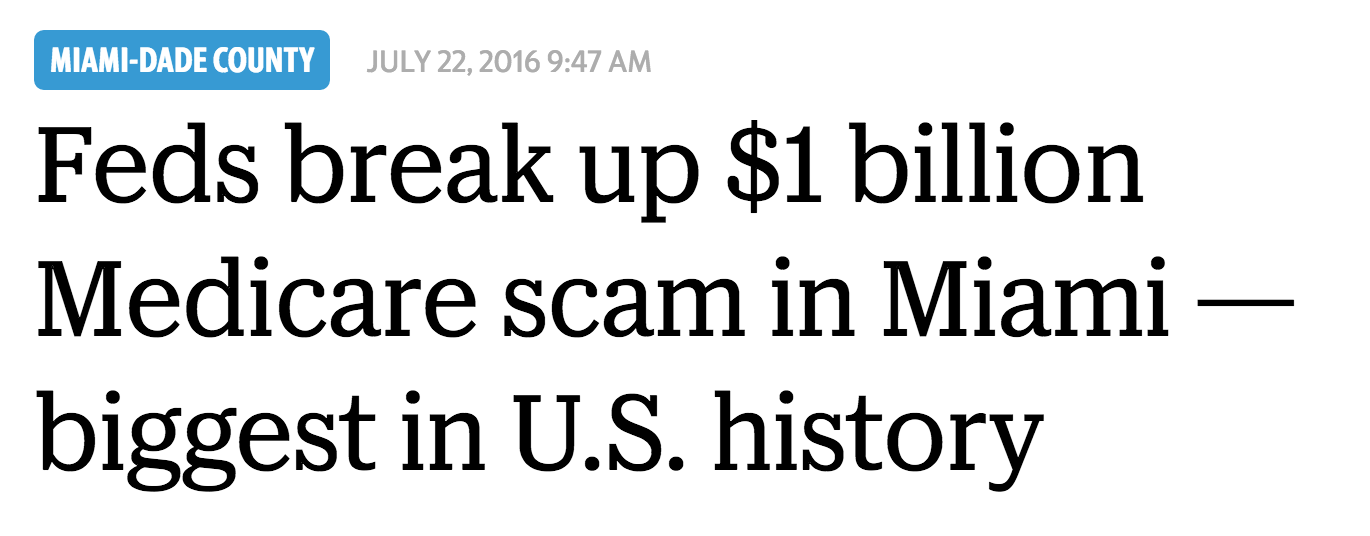 MIAMI-DADE COUNTY JULY 22, 2016 9:47 AM
Feds break up $1 billion
Medicare scam in Miami —
biggest in U.S. history